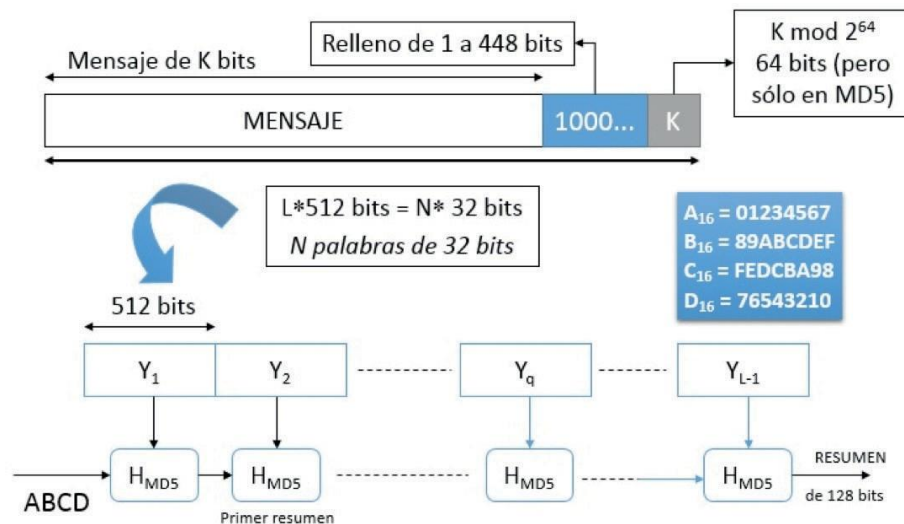 Relleno de 1 a 448 bits
K mod 2⁶⁴
64 bits (pero
sólo en MD5)
Mensaje de K bits
MENSAJE
1000...
K
L*512 bits = N* 32 bits
N palabras de 32 bits
A₁₆ = 01234567
B₁₆ = 89ABCDEF
C₁₆ = FEDCBA98
D₁₆ = 76543210
512 bits
Y₁
Y₂
Y_q
Y_L-1
H_MD5
H_MD5
H_MD5
H_MD5
ABCD
Primer resumen
RESUMEN
de 128 bits